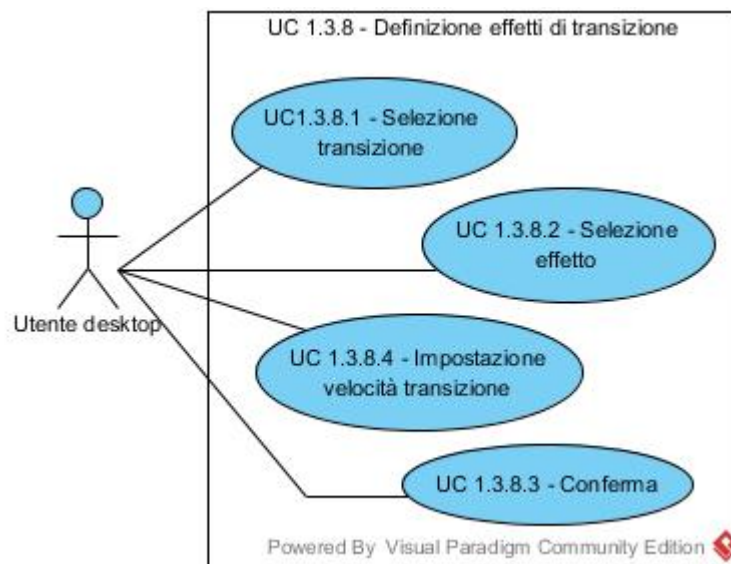 UC 1.3.8 - Definizione effetti di transizione
UC1.3.8.1 - Selezione
transizione
UC 1.3.8.2 - Selezione
effetto
Utente desktop
UC 1.3.8.4 - Impostazione
velocità transizione
UC 1.3.8.3 - Conferma
Powered By Visual Paradigm Community Edition